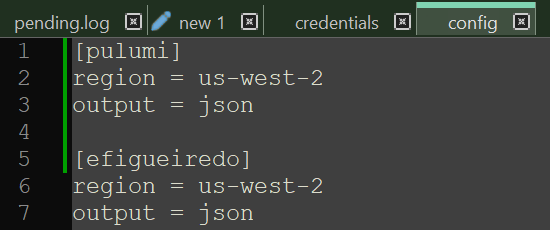 pending.log new 1 credentials config
1 [pulumi]
2 region = us-west-2
3 output = json
4
5 [efigueiredo]
6 region = us-west-2
7 output = json